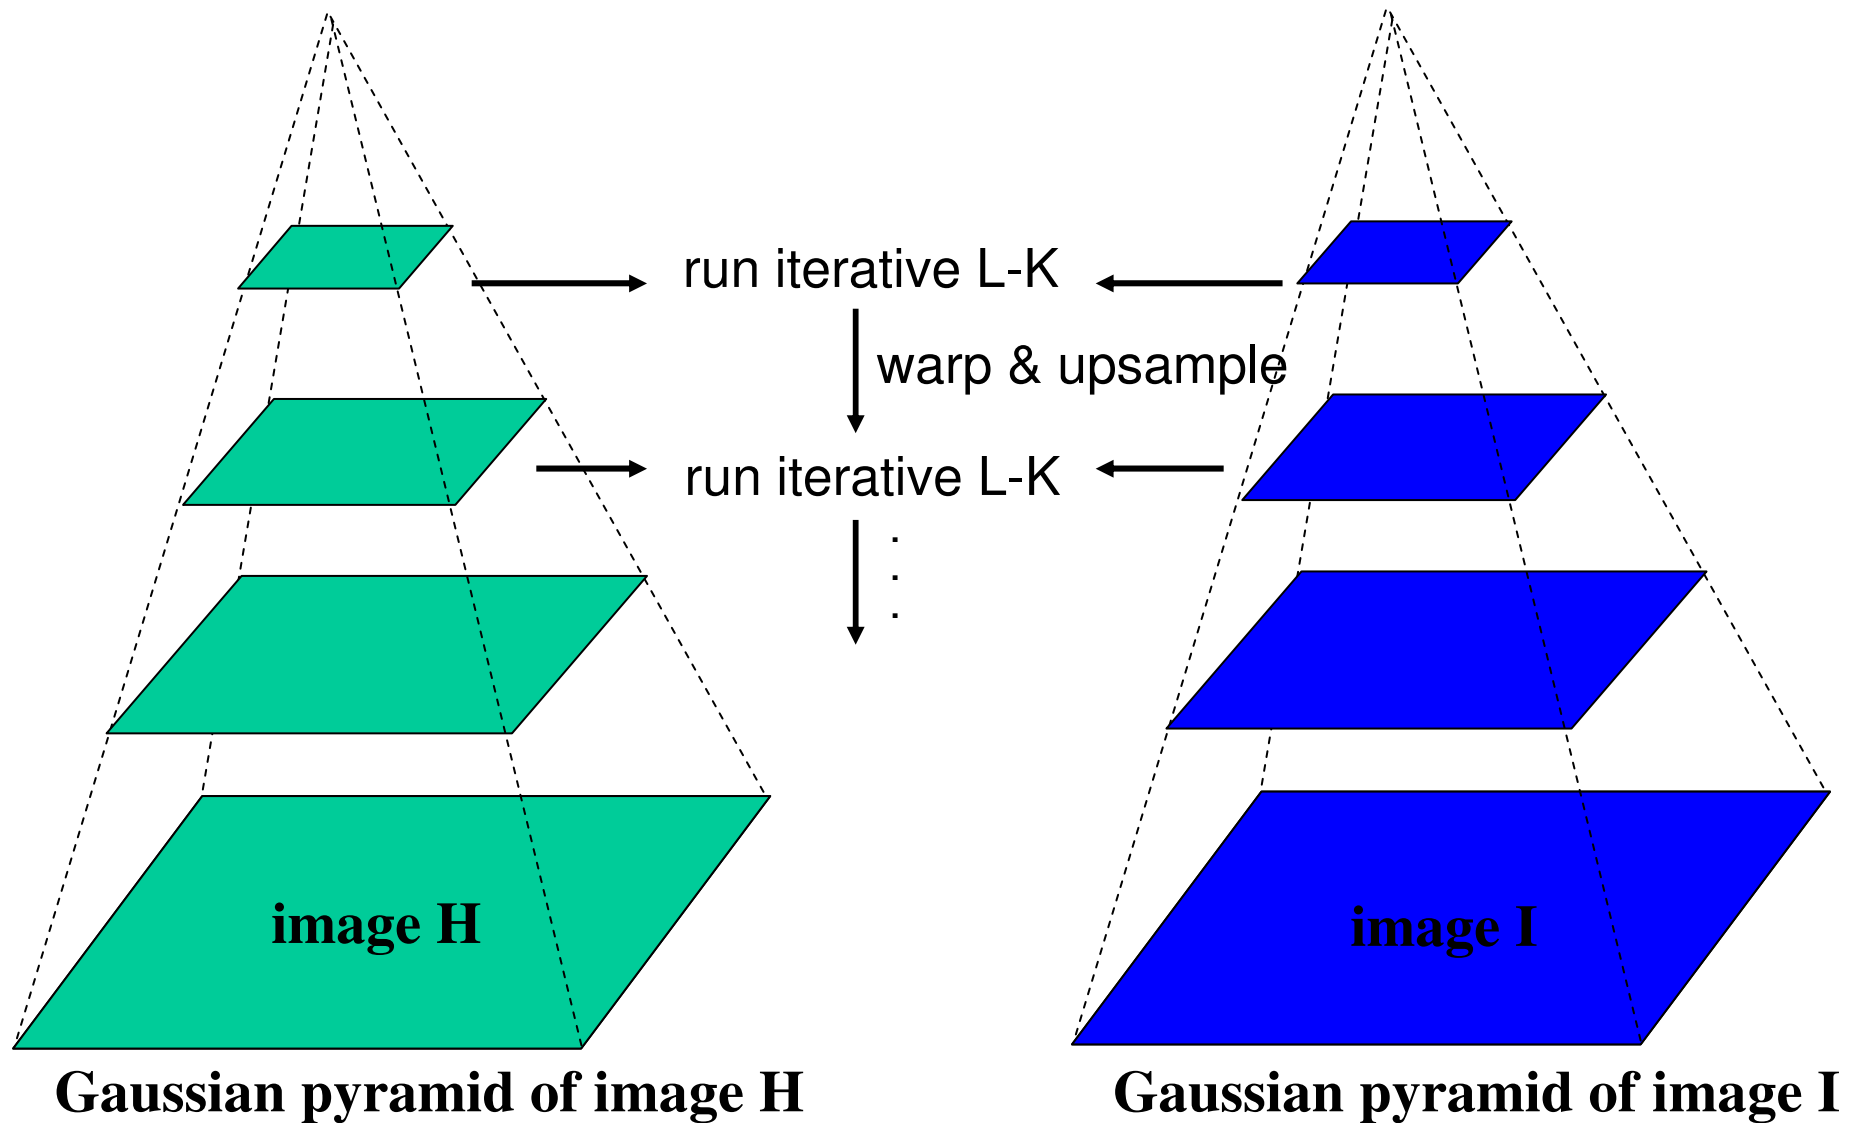 run iterative L-K
warp & upsample
run iterative L-K
.
.
.
image H
image I
Gaussian pyramid of image H
Gaussian pyramid of image I